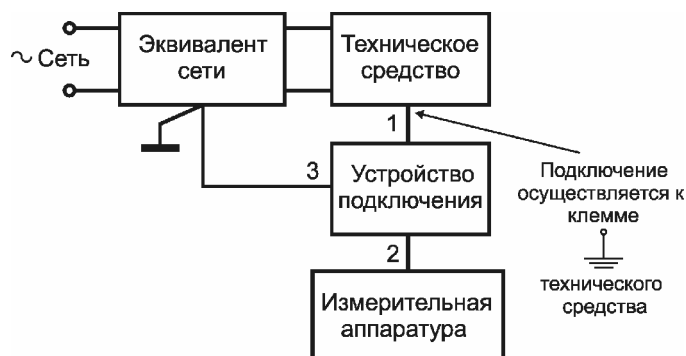 ~ Сеть
Эквивалент
сети
Техническое
средство
1
3
Устройство
подключения
2
Измерительная
аппаратура
Подключение
осуществляется к
клемме
технического
средства